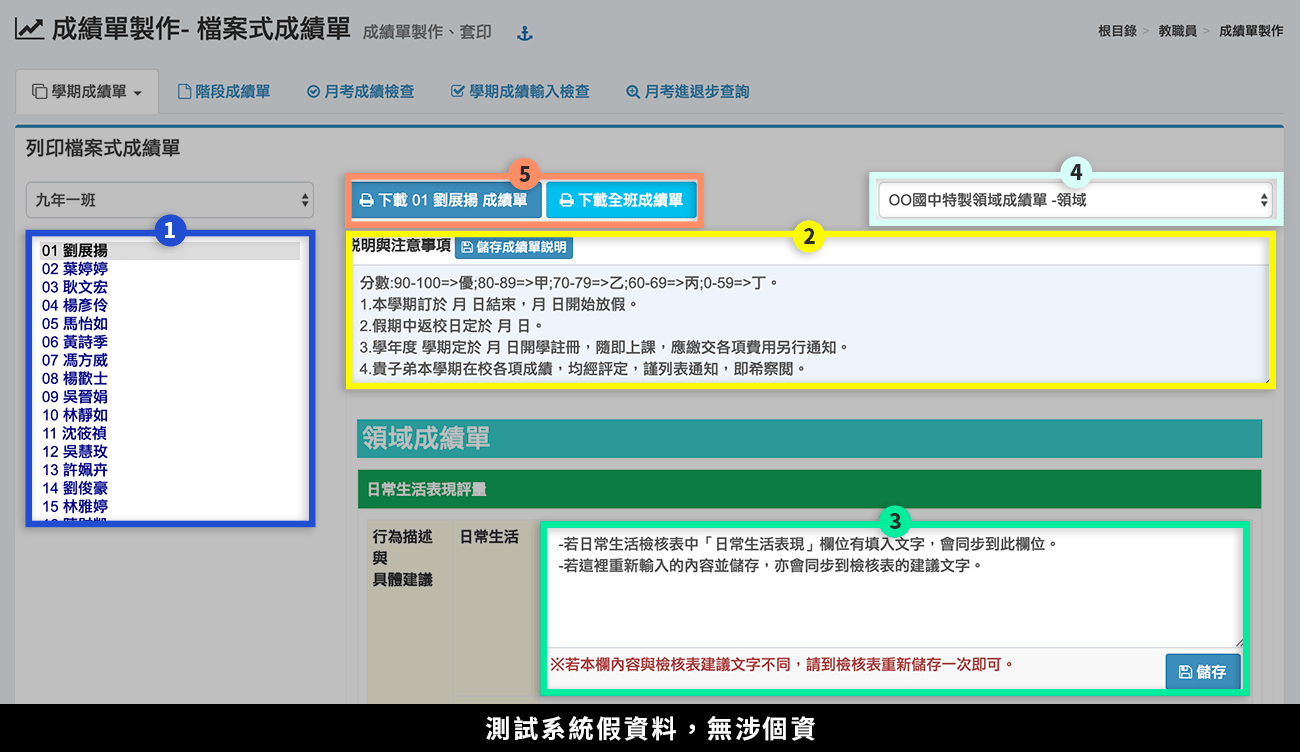 成績單製作- 檔案式成績單 成績單製作、套印
根目錄 > 教職員 > 成績單製作
學期成績單 階段成績單 月考成績檢查 學期成績輸入檢查 月考進退步查詢
列印檔案式成績單
九年一班
1
01 劉展揚
02 葉婷婷
03 耿文宏
04 楊彥伶
05 馬怡如
06 黃詩季
07 馮方威
08 楊歡士
09 吳晉娟
10 林靜如
11 沈筱禎
12 吳慧玫
13 許姵卉
14 劉俊豪
15 林雅婷
5
下載 01 劉展揚 成績單 下載全班成績單
4
OO國中特製領域成績單 -領域
2
說明與注意事項 儲存成績單說明
分數:90-100=>優;80-89=>甲;70-79=>乙;60-69=>丙;0-59=>丁。
1.本學期訂於 月 日結束，月 日開始放假。
2.假期中返校日定於 月 日。
3.學年度 學期定於 月 日開學註冊，隨即上課，應繳交各項費用另行通知。
4.貴子弟本學期在校各項成績，均經評定，謹列表通知，即希察閱。
領域成績單
日常生活表現評量
行為描述
與
具體建議
日常生活
3
-若日常生活檢核表中「日常生活表現」欄位有填入文字，會同步到此欄位。
-若這裡重新輸入的內容並儲存，亦會同步到檢核表的建議文字。
※若本欄內容與檢核表建議文字不同，請到檢核表重新儲存一次即可。
儲存
測試系統假資料，無涉個資